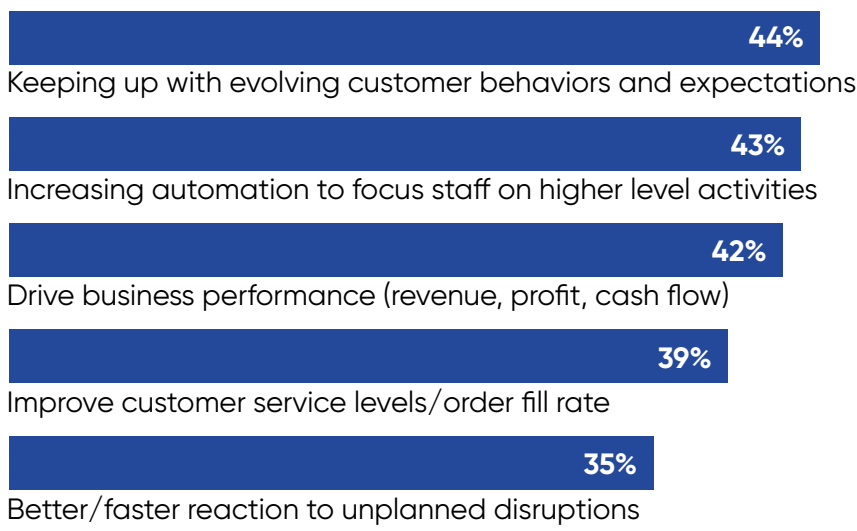 44%
Keeping up with evolving customer behaviors and expectations
43%
Increasing automation to focus staff on higher level activities
42%
Drive business performance (revenue, profit, cash flow)
39%
Improve customer service levels/order fill rate
35%
Better/faster reaction to unplanned disruptions